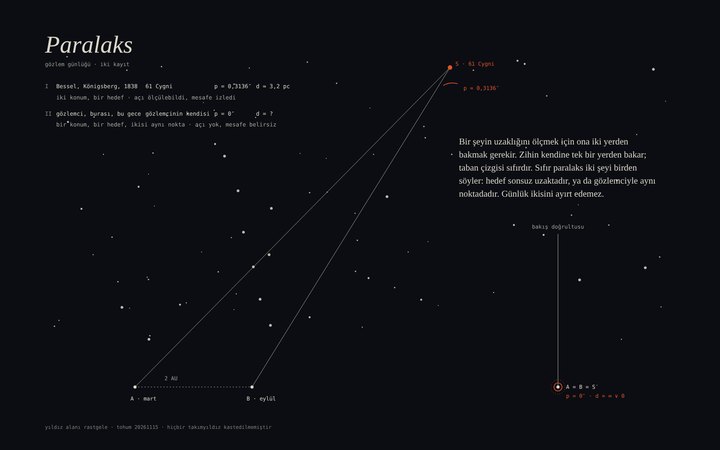 Paralaks
gözlem günlüğü · iki kayıt
I Bessel, Königsberg, 1838 61 Cygni p = 0,3136″ d = 3,2 pc
iki konum, bir hedef · açı ölçülebildi, mesafe izledi
II gözlemci, burası, bu gece gözlemçinin kendisi p = 0″ d = ?
bir konum, bir hedef, ikisi aynı nokta · açı yok, mesafe belirsiz
S · 61 Cygni
p = 0,3136″
Bir şeyin uzaklığını ölçmek için ona iki yerden
bakmak gerekir. Zihin kendine tek bir yerden bakar;
taban çizgisi sıfırdır. Sıfır paralaks iki şeyi birden
söyler: hedef sonsuz uzaktadır, ya da gözlemciyle aynı
noktadadır. Günlük ikisini ayırt edemez.
bakış doğrultusu
2 AU
A · mart
B · eylül
A = B = S
p = 0″ · d = ∞ ∨ 0
yıldız alanı rastgele · tohum 20261115 · hiçbir takımyıldız kastedilmemiştir